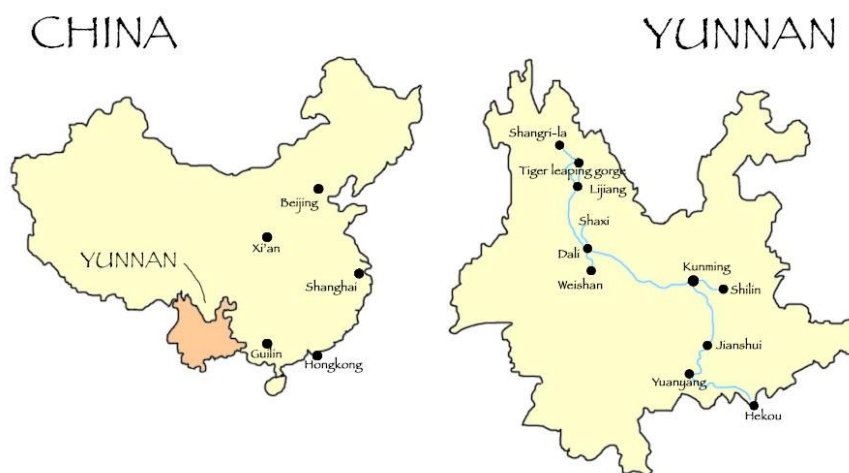 CHINA
Beijing
Xi'an
YUNNAN
Shanghai
Guilin
Hongkong
YUNNAN
Shangri-la
Tiger leaping gorge
Lijiang
Shaxi
Dali
Weishan
Kunming
Shilin
Jianshui
Yuanyang
Hekou